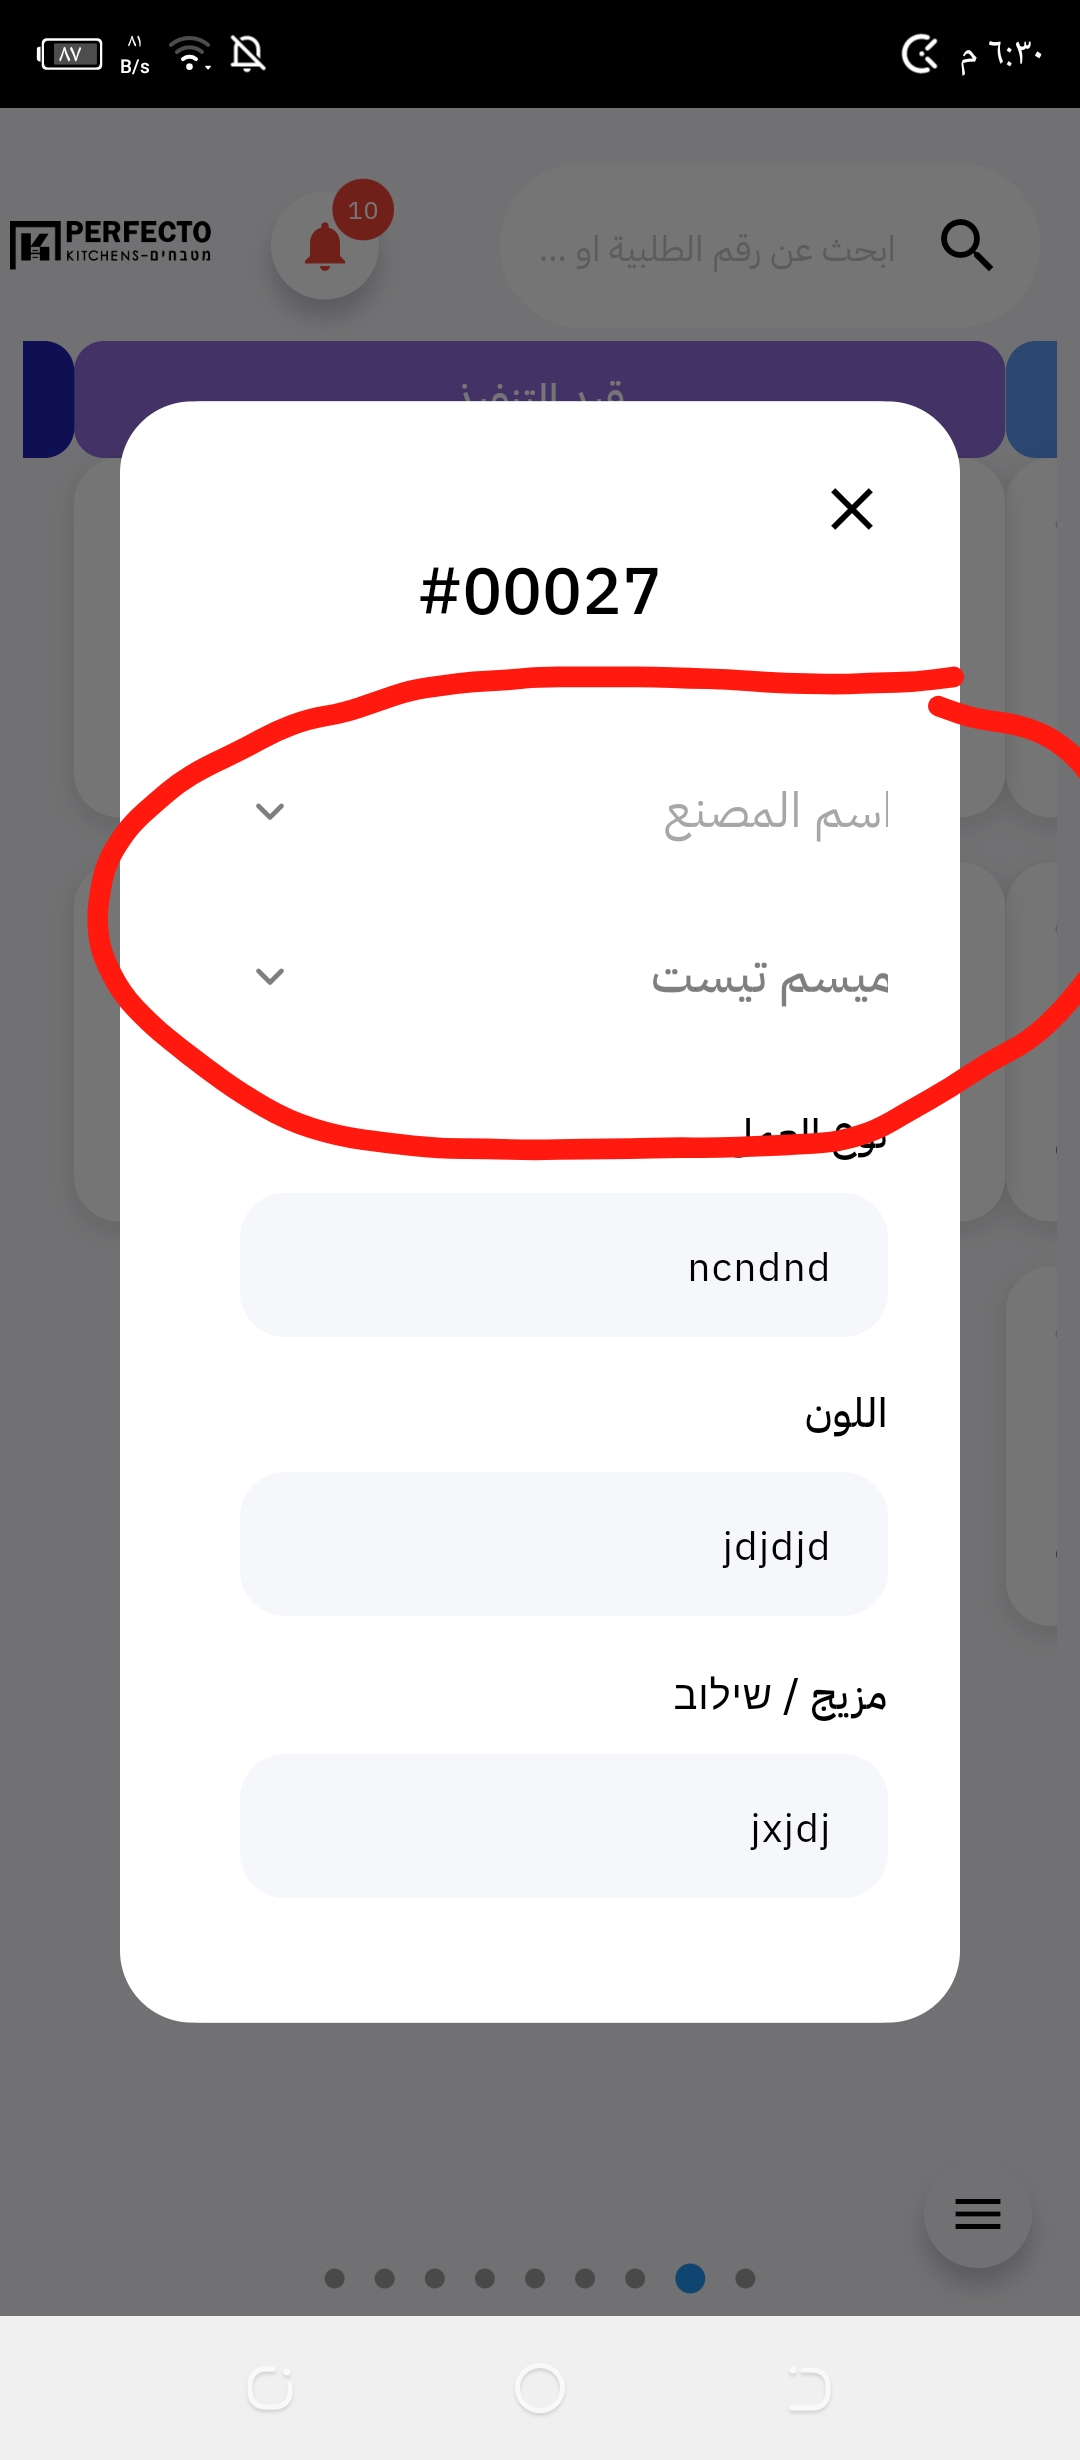 ٨٧
٨١
B/s
٦:٣٠ م
PERFECTO
KITCHENS-מטבחים
10
ابحث عن رقم الطلبية او ...
قيد التنفيذ
#00027
اسم المصنع
ميسم تيست
نوع العمل
ncndnd
اللون
jdjdjd
مزيج / שילוב
jxjdj